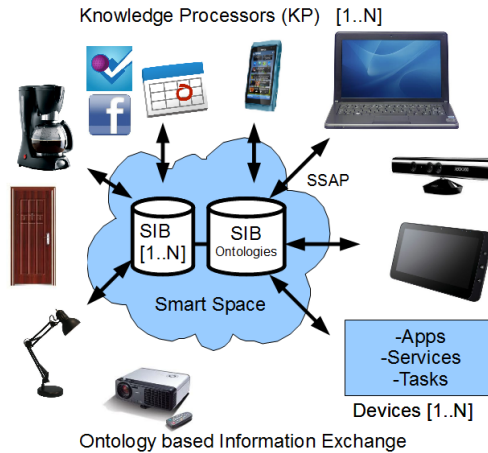 Knowledge Processors (KP) [1..N]
SSAP
SIB
[1..N]
SIB
Ontologies
Smart Space
-Apps
-Services
-Tasks
Devices [1..N]
Ontology based Information Exchange